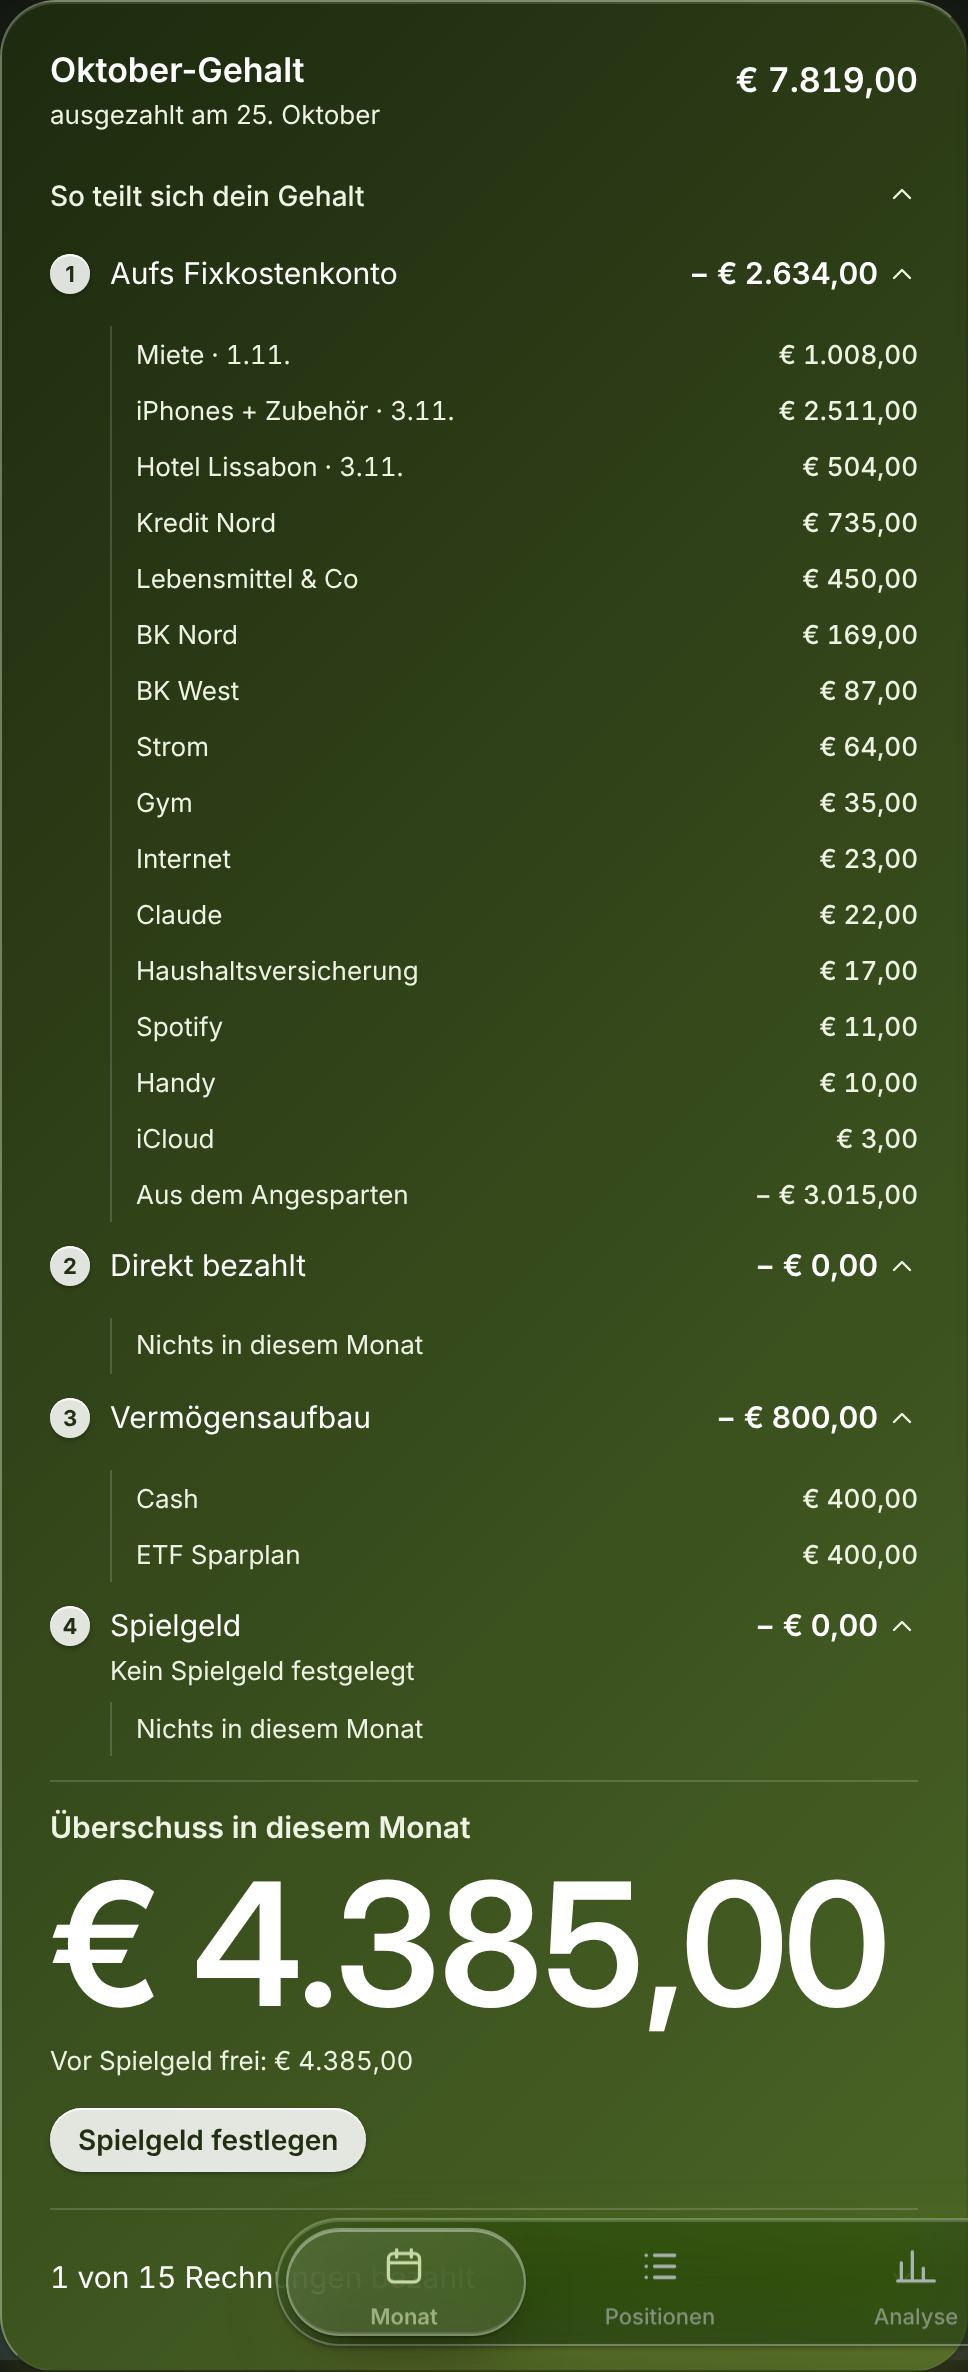 Oktober-Gehalt
€ 7.819,00
ausgezahlt am 25. Oktober
So teilt sich dein Gehalt
1 Aufs Fixkostenkonto – € 2.634,00
Miete · 1.11. € 1.008,00
iPhones + Zubehör · 3.11. € 2.511,00
Hotel Lissabon · 3.11. € 504,00
Kredit Nord € 735,00
Lebensmittel & Co € 450,00
BK Nord € 169,00
BK West € 87,00
Strom € 64,00
Gym € 35,00
Internet € 23,00
Claude € 22,00
Haushaltsversicherung € 17,00
Spotify € 11,00
Handy € 10,00
iCloud € 3,00
Aus dem Angesparten – € 3.015,00
2 Direkt bezahlt – € 0,00
Nichts in diesem Monat
3 Vermögensaufbau – € 800,00
Cash € 400,00
ETF Sparplan € 400,00
4 Spielgeld – € 0,00
Kein Spielgeld festgelegt
Nichts in diesem Monat
Überschuss in diesem Monat
€ 4.385,00
Vor Spielgeld frei: € 4.385,00
Spielgeld festlegen
1 von 15 Rechnungen bezahlt
Monat Positionen Analyse